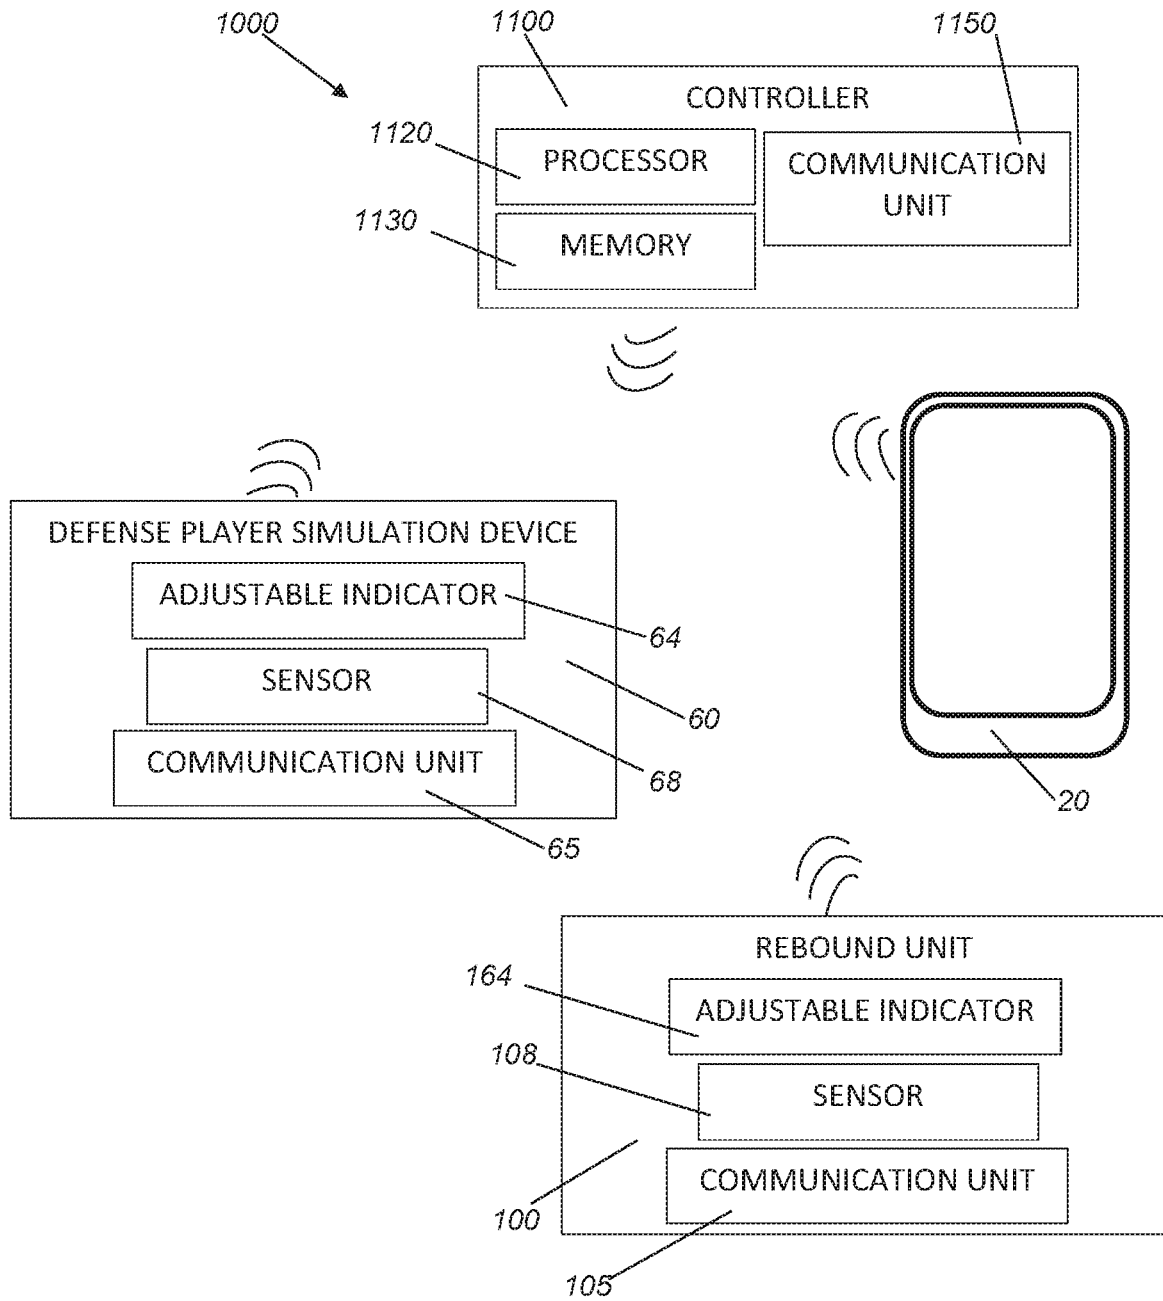 1000
1100
1150
CONTROLLER
1120
PROCESSOR
COMMUNICATION
UNIT
1130
MEMORY
DEFENSE PLAYER SIMULATION DEVICE
ADJUSTABLE INDICATOR
64
SENSOR
60
COMMUNICATION UNIT
68
65
20
REBOUND UNIT
164
ADJUSTABLE INDICATOR
108
SENSOR
COMMUNICATION UNIT
100
105